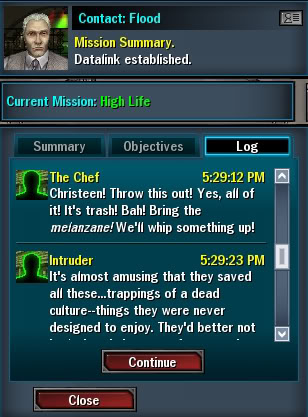 Contact: Flood
Mission Summary.
Datalink established.
Current Mission: High Life
Summary
Objectives
Log
The Chef 5:29:12 PM
Christeen! Throw this out! Yes, all of
it! It's trash! Bah! Bring the
melanzane! We'll whip something up!
Intruder 5:29:23 PM
It's almost amusing that they saved
all these...trappings of a dead
culture--things they were never
designed to enjoy. They'd better not
Continue
Close